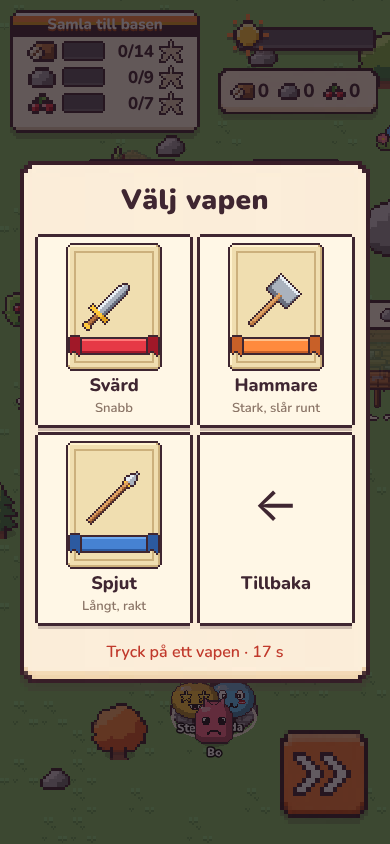 Samla till basen
0/14
0/9
0/7
0 0 0
Välj vapen
Svärd
Snabb
Hammare
Stark, slår runt
Spjut
Långt, rakt
Tillbaka
Tryck på ett vapen · 17 s
Bo